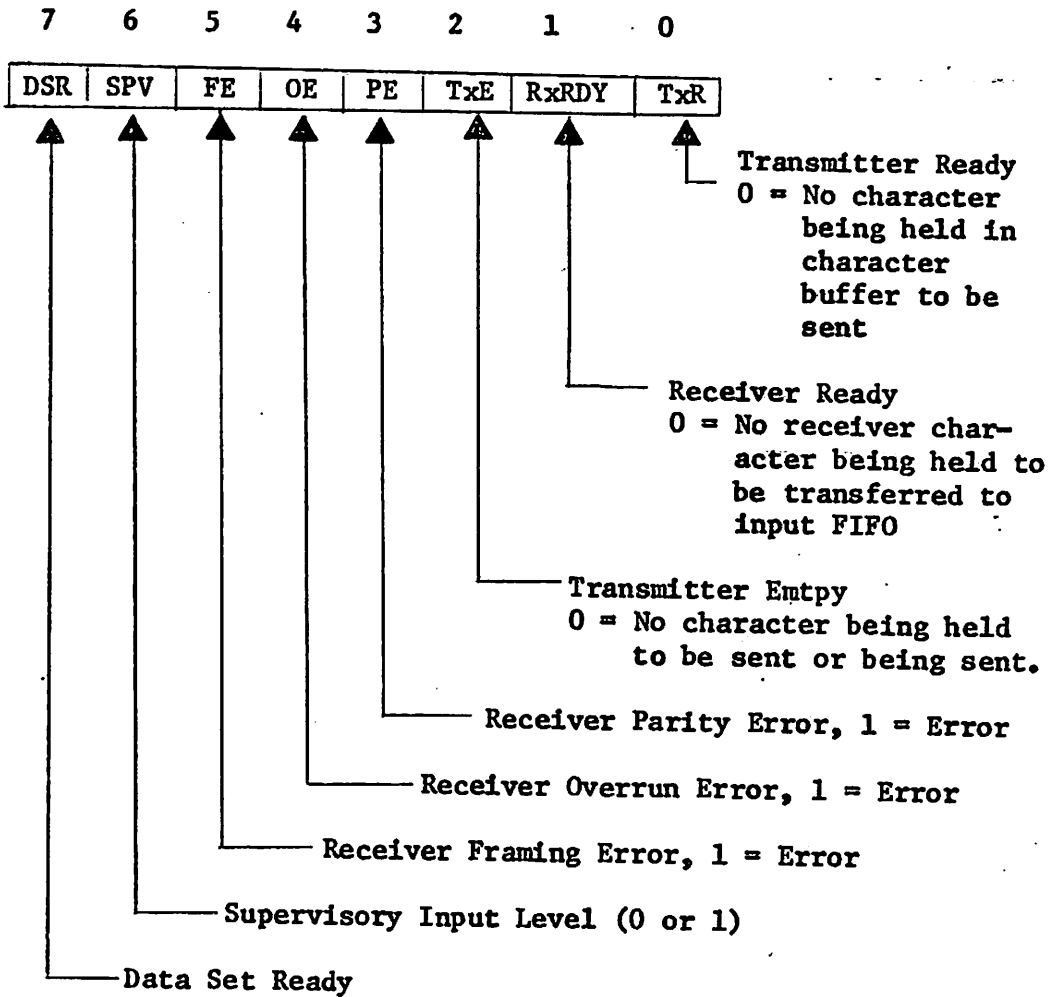 7 6 5 4 3 2 1 0
DSR SPV FE OE PE TxE RxRDY TxR
Transmitter Ready
0 = No character
being held in
character
buffer to be
sent
Receiver Ready
0 = No receiver char-
acter being held to
be transferred to
input FIFO
Transmitter Emtpy
0 = No character being held
to be sent or being sent.
Receiver Parity Error, 1 = Error
Receiver Overrun Error, 1 = Error
Receiver Framing Error, 1 = Error
Supervisory Input Level (0 or 1)
Data Set Ready